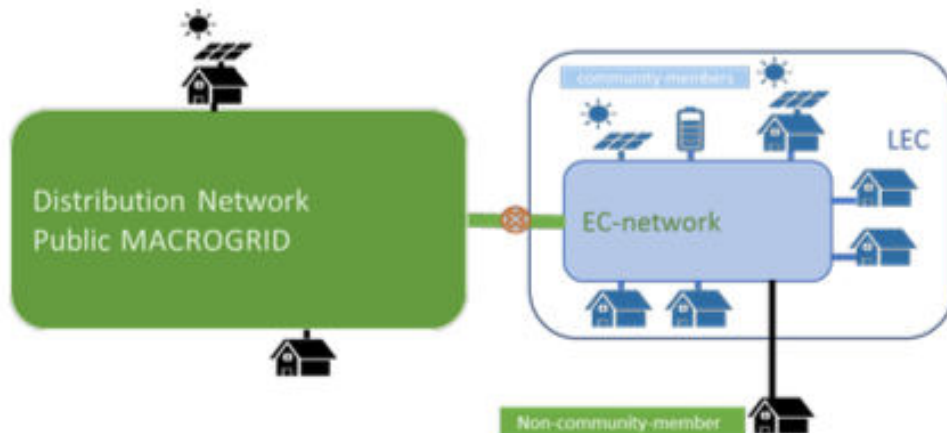 community-members
LEC
Distribution Network
Public MACROGRID
EC-network
Non-community-member